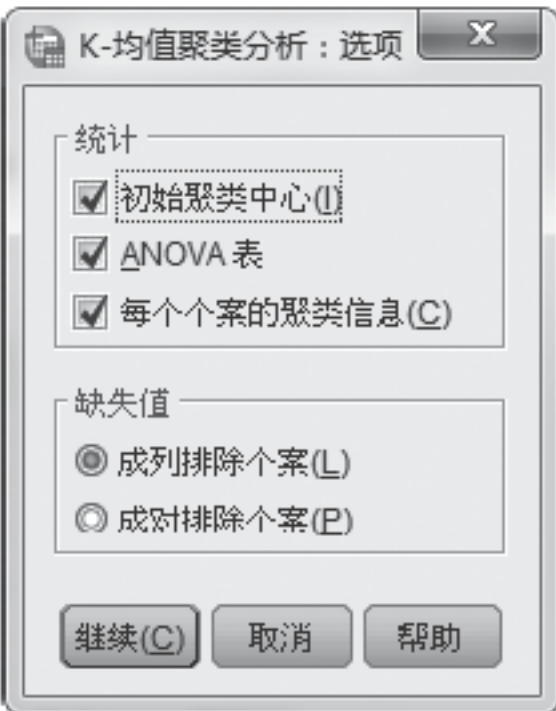 K-均值聚类分析：选项
统计
初始聚类中心(I)
ANOVA 表
每个个案的聚类信息(C)
缺失值
成列排除个案(L)
成对排除个案(P)
继续(C) 取消 帮助